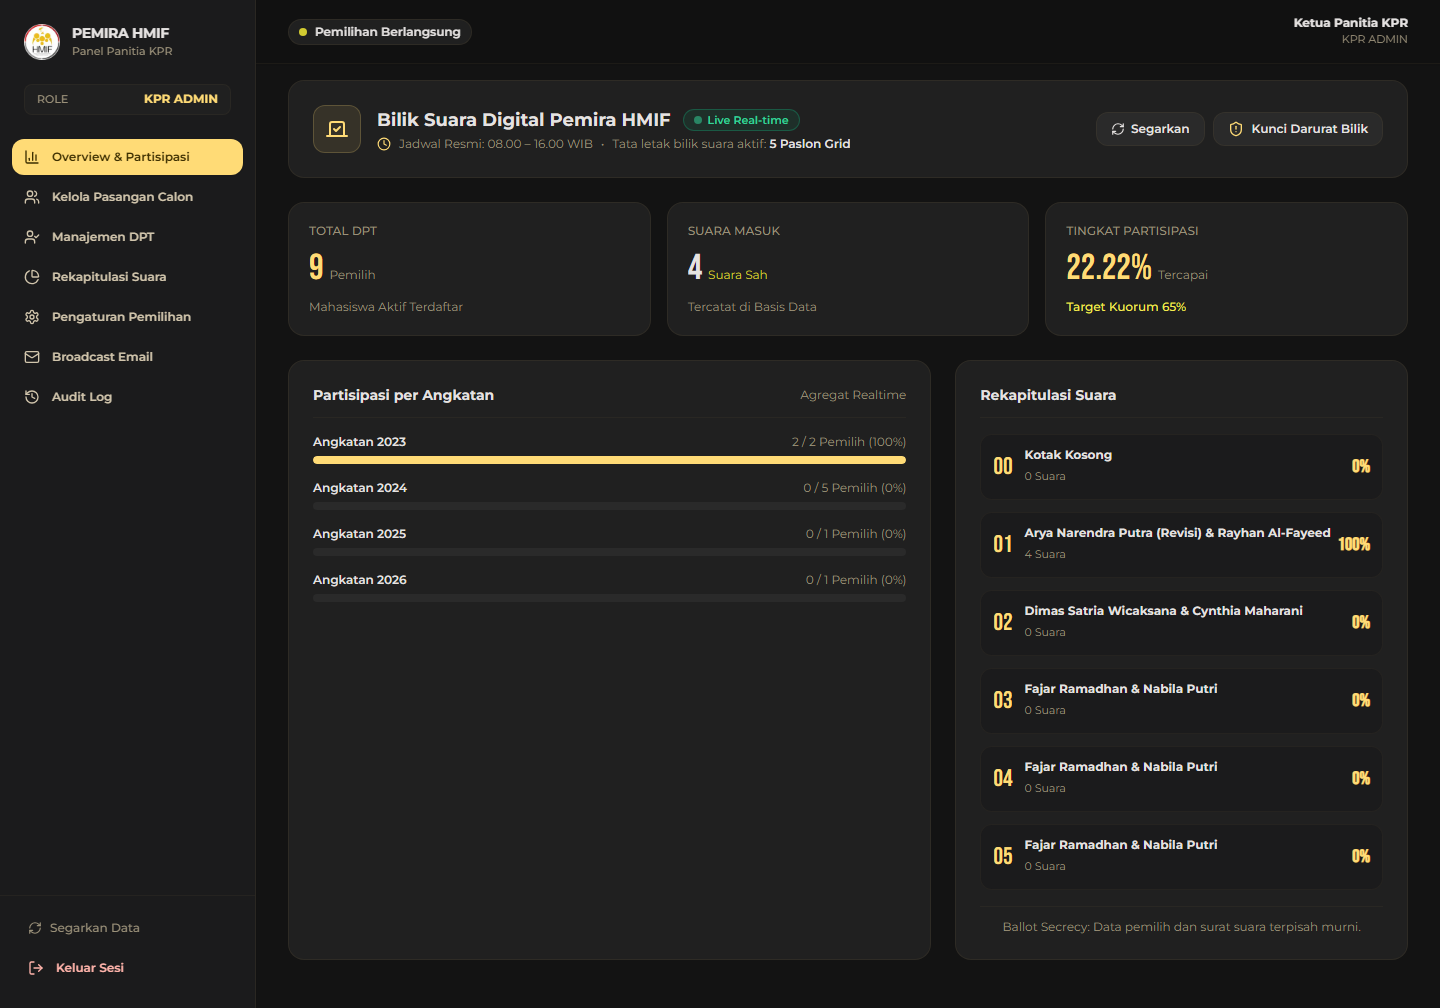 PEMIRA HMIF
Panel Panitia KPR
HMIF
ROLE KPR ADMIN
Overview & Partisipasi
Kelola Pasangan Calon
Manajemen DPT
Rekapitulasi Suara
Pengaturan Pemilihan
Broadcast Email
Audit Log
Segarkan Data
Keluar Sesi
Pemilihan Berlangsung
Ketua Panitia KPR
KPR ADMIN
Bilik Suara Digital Pemira HMIF Live Real-time
Jadwal Resmi: 08.00 – 16.00 WIB • Tata letak bilik suara aktif: 5 Paslon Grid
Segarkan
Kunci Darurat Bilik
TOTAL DPT
9 Pemilih
Mahasiswa Aktif Terdaftar
SUARA MASUK
4 Suara Sah
Tercatat di Basis Data
TINGKAT PARTISIPASI
22.22% Tercapai
Target Kuorum 65%
Partisipasi per Angkatan Agregat Realtime
Angkatan 2023 2 / 2 Pemilih (100%)
Angkatan 2024 0 / 5 Pemilih (0%)
Angkatan 2025 0 / 1 Pemilih (0%)
Angkatan 2026 0 / 1 Pemilih (0%)
Rekapitulasi Suara
00 Kotak Kosong 0%
0 Suara
01 Arya Narendra Putra (Revisi) & Rayhan Al-Fayeed 100%
4 Suara
02 Dimas Satria Wicaksana & Cynthia Maharani 0%
0 Suara
03 Fajar Ramadhan & Nabila Putri 0%
0 Suara
04 Fajar Ramadhan & Nabila Putri 0%
0 Suara
05 Fajar Ramadhan & Nabila Putri 0%
0 Suara
Ballot Secrecy: Data pemilih dan surat suara terpisah murni.